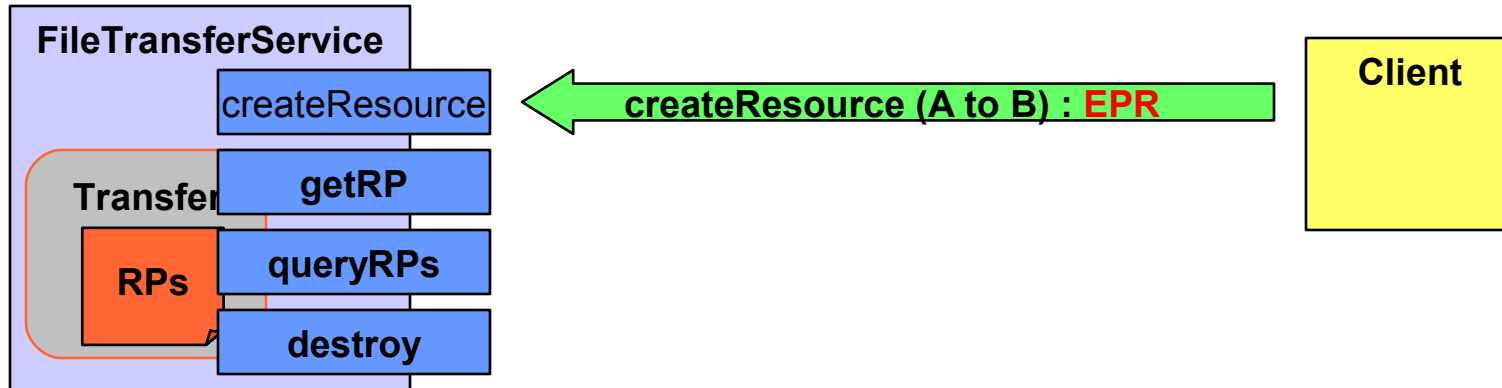 FileTransferService
createResource
getRP
Transfer
RPs
queryRPs
destroy
createResource (A to B) : EPR
Client